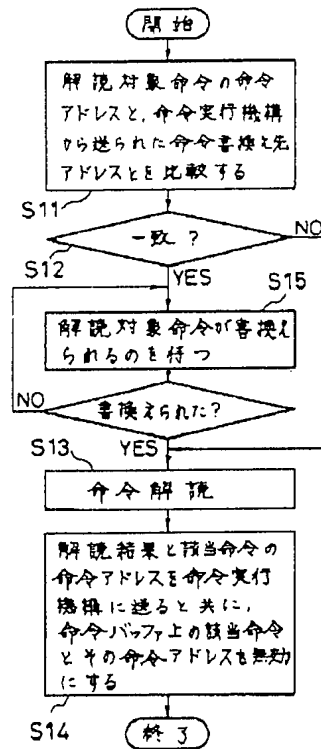 開始
解読対象命令の命令
アドレスと,命令実行機構
から送られた命令書換え先
アドレスとを比較する
S11
一致?
NO
S12
YES
S15
解読対象命令が書換え
られるのを待つ
NO
書換えられた?
S13
YES
命令解読
解読結果と該当命令の
命令アドレスを命令実行
機構に送ると共に,
命令バッファ上の該当命令
とその命令アドレスを無効
にする
S14
終了